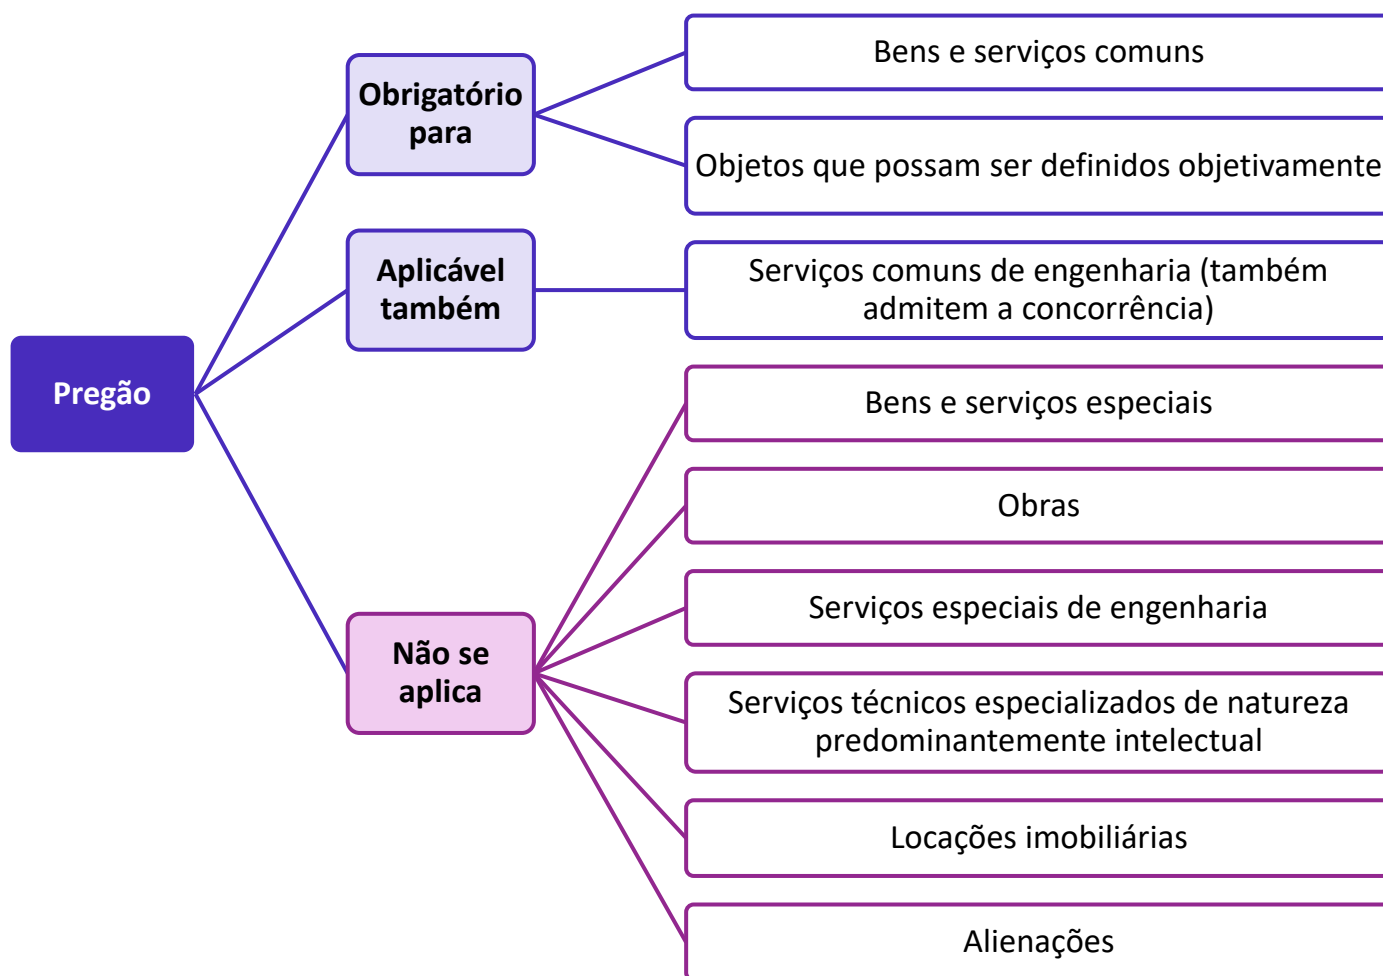 Pregão
Obrigatório
para
Bens e serviços comuns
Objetos que possam ser definidos objetivamente
Aplicável
também
Serviços comuns de engenharia (também
admitem a concorrência)
Não se
aplica
Bens e serviços especiais
Obras
Serviços especiais de engenharia
Serviços técnicos especializados de natureza
predominantemente intelectual
Locações imobiliárias
Alienações